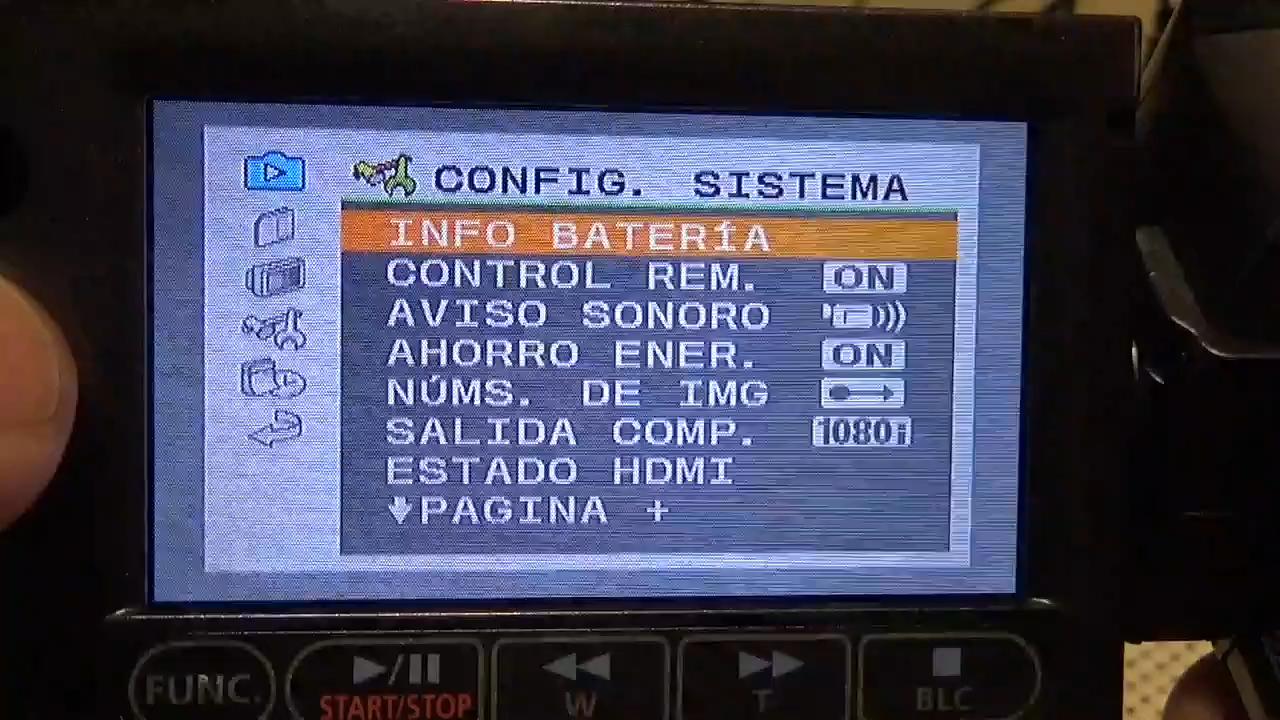 CONFIG. SISTEMA
INFO BATERÍA
CONTROL REM. ON
AVISO SONORO
AHORRO ENER. ON
NÚMS. DE IMG
SALIDA COMP. 1080i
ESTADO HDMI
PAGINA +
FUNC.
START/STOP
W
T
BLC